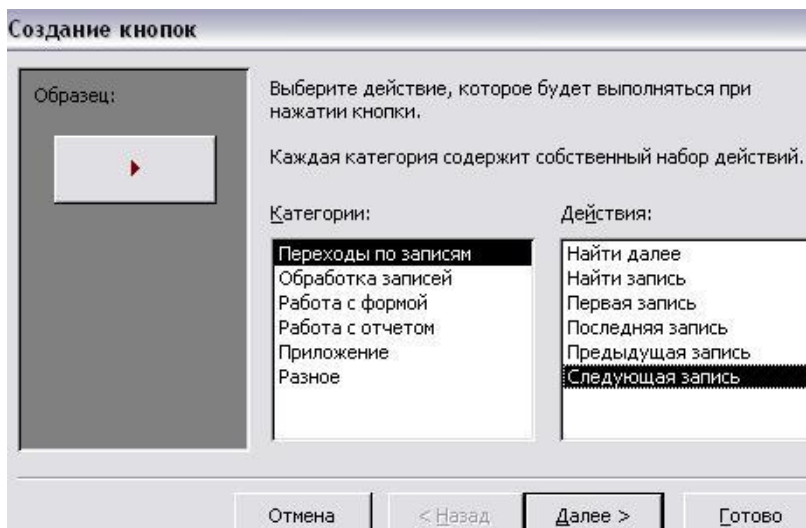 Создание кнопок
Образец:
Выберите действие, которое будет выполняться при
нажатии кнопки.
Каждая категория содержит собственный набор действий.
Категории:
Переходы по записям
Обработка записей
Работа с формой
Работа с отчетом
Приложение
Разное
Действия:
Найти далее
Найти запись
Первая запись
Последняя запись
Предыдущая запись
Следующая запись
Отмена
< Назад
Далее >
Готово